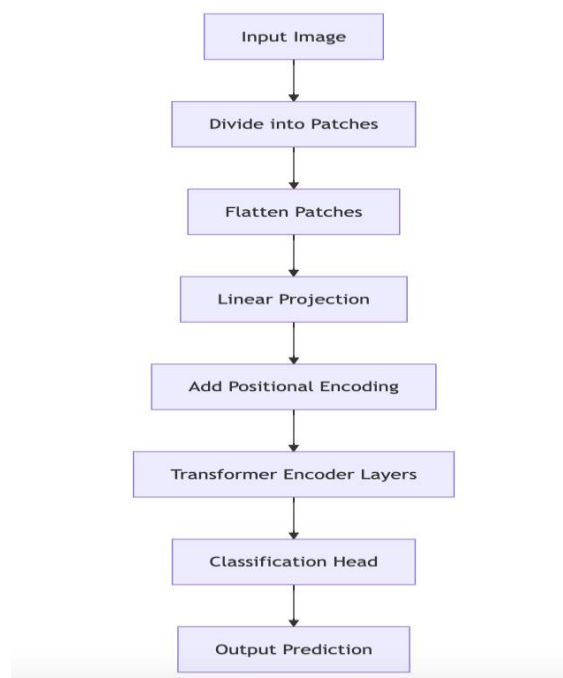 Input Image
Divide into Patches
Flatten Patches
Linear Projection
Add Positional Encoding
Transformer Encoder Layers
Classification Head
Output Prediction